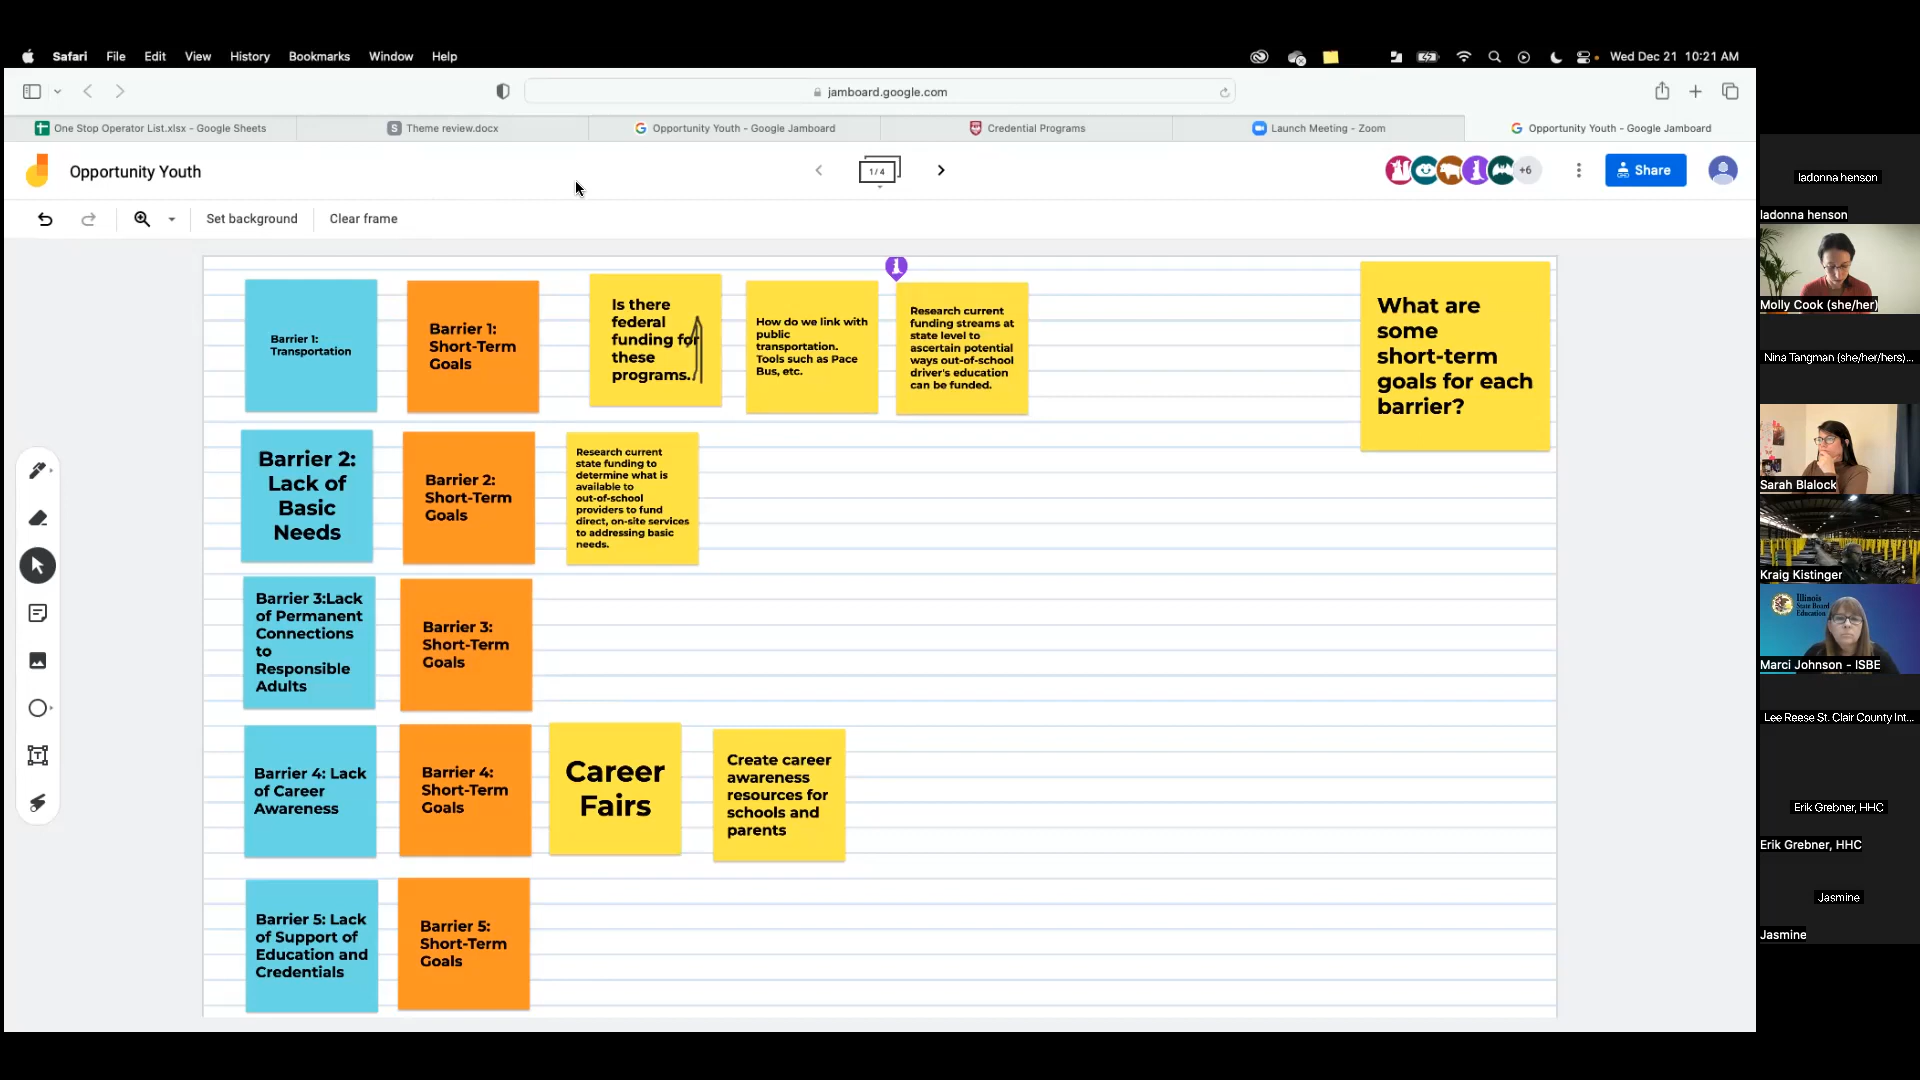 Safari File Edit View History Bookmarks Window Help
Wed Dec 21 10:21 AM
jamboard.google.com
One Stop Operator List.xlsx - Google Sheets
Theme review.docx
Opportunity Youth - Google Jamboard
Credential Programs
Launch Meeting - Zoom
Opportunity Youth - Google Jamboard
Opportunity Youth
1/4
+6
Share
Set background
Clear frame
Barrier 1:
Transportation
Barrier 1:
Short-Term
Goals
Is there
federal
funding for
these
programs.
How do we link with
public
transportation.
Tools such as Pace
Bus, etc.
Research current
funding streams at
state level to
ascertain potential
ways out-of-school
driver's education
can be funded.
What are
some
short-term
goals for each
barrier?
Barrier 2:
Lack of
Basic
Needs
Barrier 2:
Short-Term
Goals
Research current
state funding to
determine what is
available to
out-of-school
providers to fund
direct, on-site services
to addressing basic
needs.
Barrier 3:Lack
of Permanent
Connections
to
Responsible
Adults
Barrier 3:
Short-Term
Goals
Barrier 4: Lack
of Career
Awareness
Barrier 4:
Short-Term
Goals
Career
Fairs
Create career
awareness
resources for
schools and
parents
Barrier 5: Lack
of Support of
Education and
Credentials
Barrier 5:
Short-Term
Goals
ladonna henson
ladonna henson
Molly Cook (she/her)
Nina Tangman (she/her/hers)...
Sarah Blalock
Kraig Kistinger
Illinois
State Board
Education
Marci Johnson - ISBE
Lee Reese St. Clair County Int...
Erik Grebner, HHC
Erik Grebner, HHC
Jasmine
Jasmine